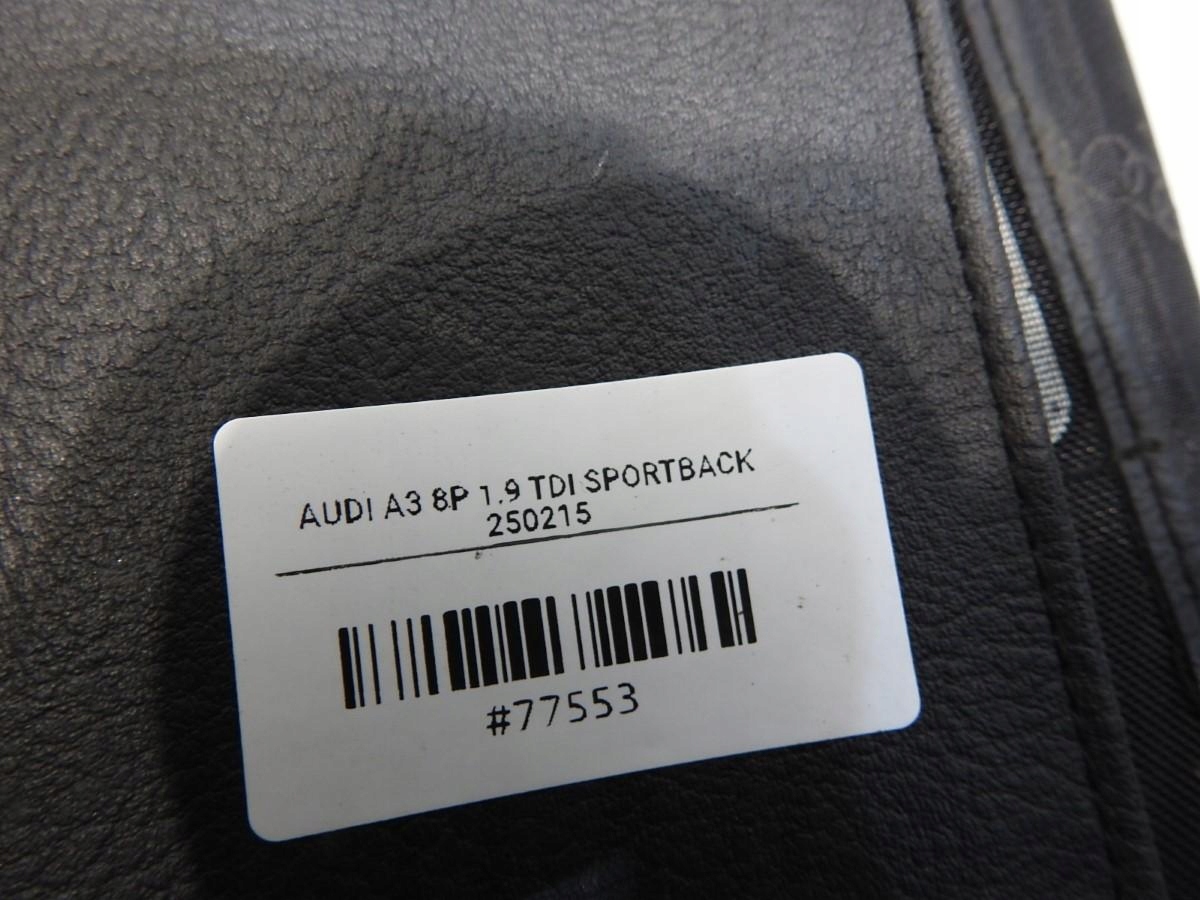 AUDI A3 8P 1.9 TDI SPORTBACK
250215
#77553